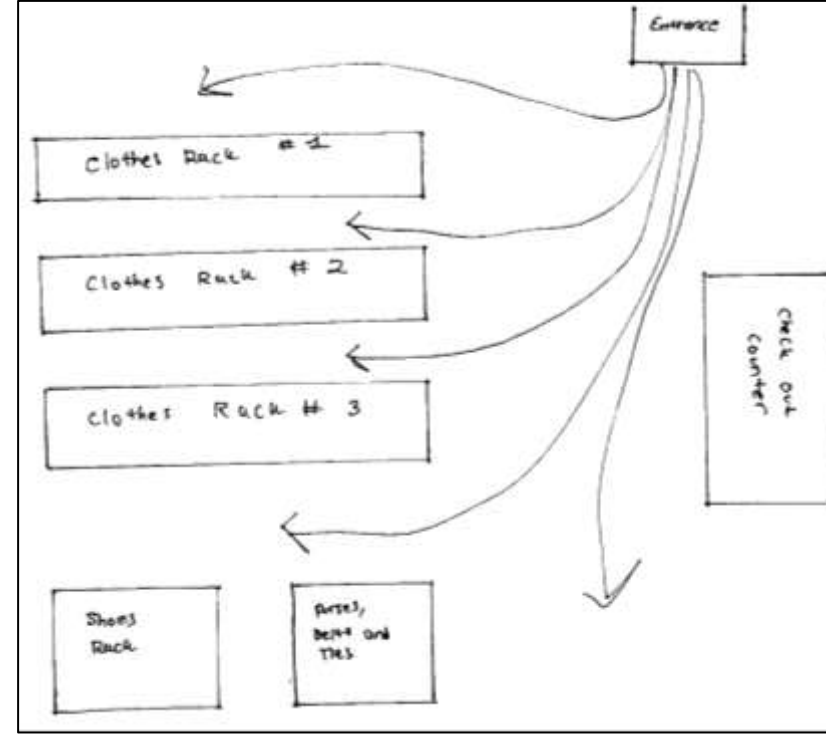 Entrance
Clothes Rack # 1
Clothes Rack # 2
Clothes Rack # 3
Check out
Counter
Shoes
Rack
Purses,
Belts and
Ties